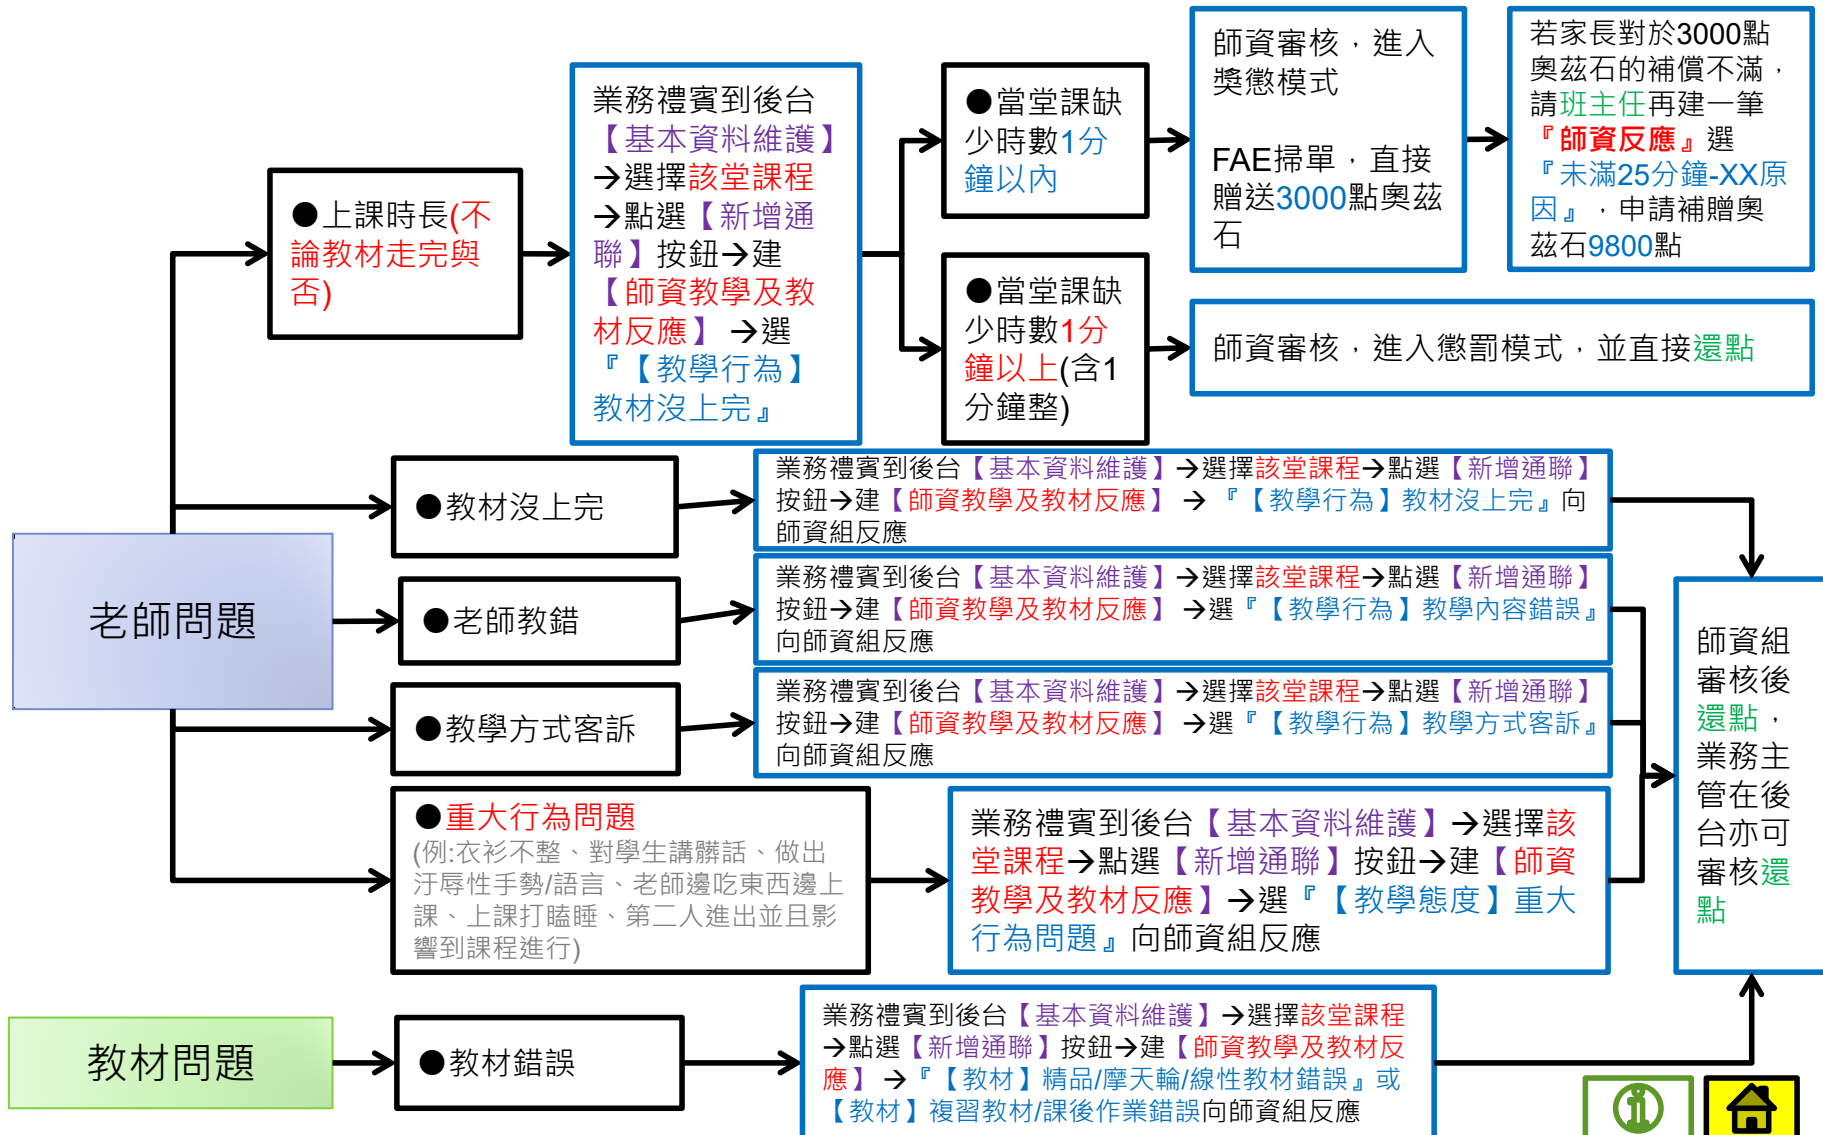 老師問題
●上課時長(不
論教材走完與
否)
業務禮賓到後台
【基本資料維護】
→選擇該堂課程
→點選【新增通
聯】按鈕→建
【師資教學及教
材反應】 →選
『【教學行為】
教材沒上完』
●當堂課缺
少時數1分
鐘以內
師資審核，進入
獎懲模式
FAE掃單，直接
贈送3000點奧茲
石
若家長對於3000點
奧茲石的補償不滿，
請班主任再建一筆
『師資反應』選
『未滿25分鐘-XX原
因』，申請補贈奧
茲石9800點
●當堂課缺
少時數1分
鐘以上(含1
分鐘整)
師資審核，進入懲罰模式，並直接還點
●教材沒上完
業務禮賓到後台【基本資料維護】→選擇該堂課程→點選【新增通聯】
按鈕→建【師資教學及教材反應】 → 『【教學行為】教材沒上完』向
師資組反應
●老師教錯
業務禮賓到後台【基本資料維護】→選擇該堂課程→點選【新增通聯】
按鈕→建【師資教學及教材反應】 →選『【教學行為】教學內容錯誤』
向師資組反應
●教學方式客訴
業務禮賓到後台【基本資料維護】→選擇該堂課程→點選【新增通聯】
按鈕→建【師資教學及教材反應】 →選『【教學行為】教學方式客訴』
向師資組反應
●重大行為問題
(例:衣衫不整、對學生講髒話、做出
汙辱性手勢/語言、老師邊吃東西邊上
課、上課打瞌睡、第二人進出並且影
響到課程進行)
業務禮賓到後台【基本資料維護】→選擇該
堂課程→點選【新增通聯】按鈕→建【師資
教學及教材反應】→選『【教學態度】重大
行為問題』向師資組反應
師資組
審核後
還點，
業務主
管在後
台亦可
審核還
點
教材問題
●教材錯誤
業務禮賓到後台【基本資料維護】→選擇該堂課程
→點選【新增通聯】按鈕→建【師資教學及教材反
應】 →『【教材】精品/摩天輪/線性教材錯誤』或
【教材】複習教材/課後作業錯誤向師資組反應